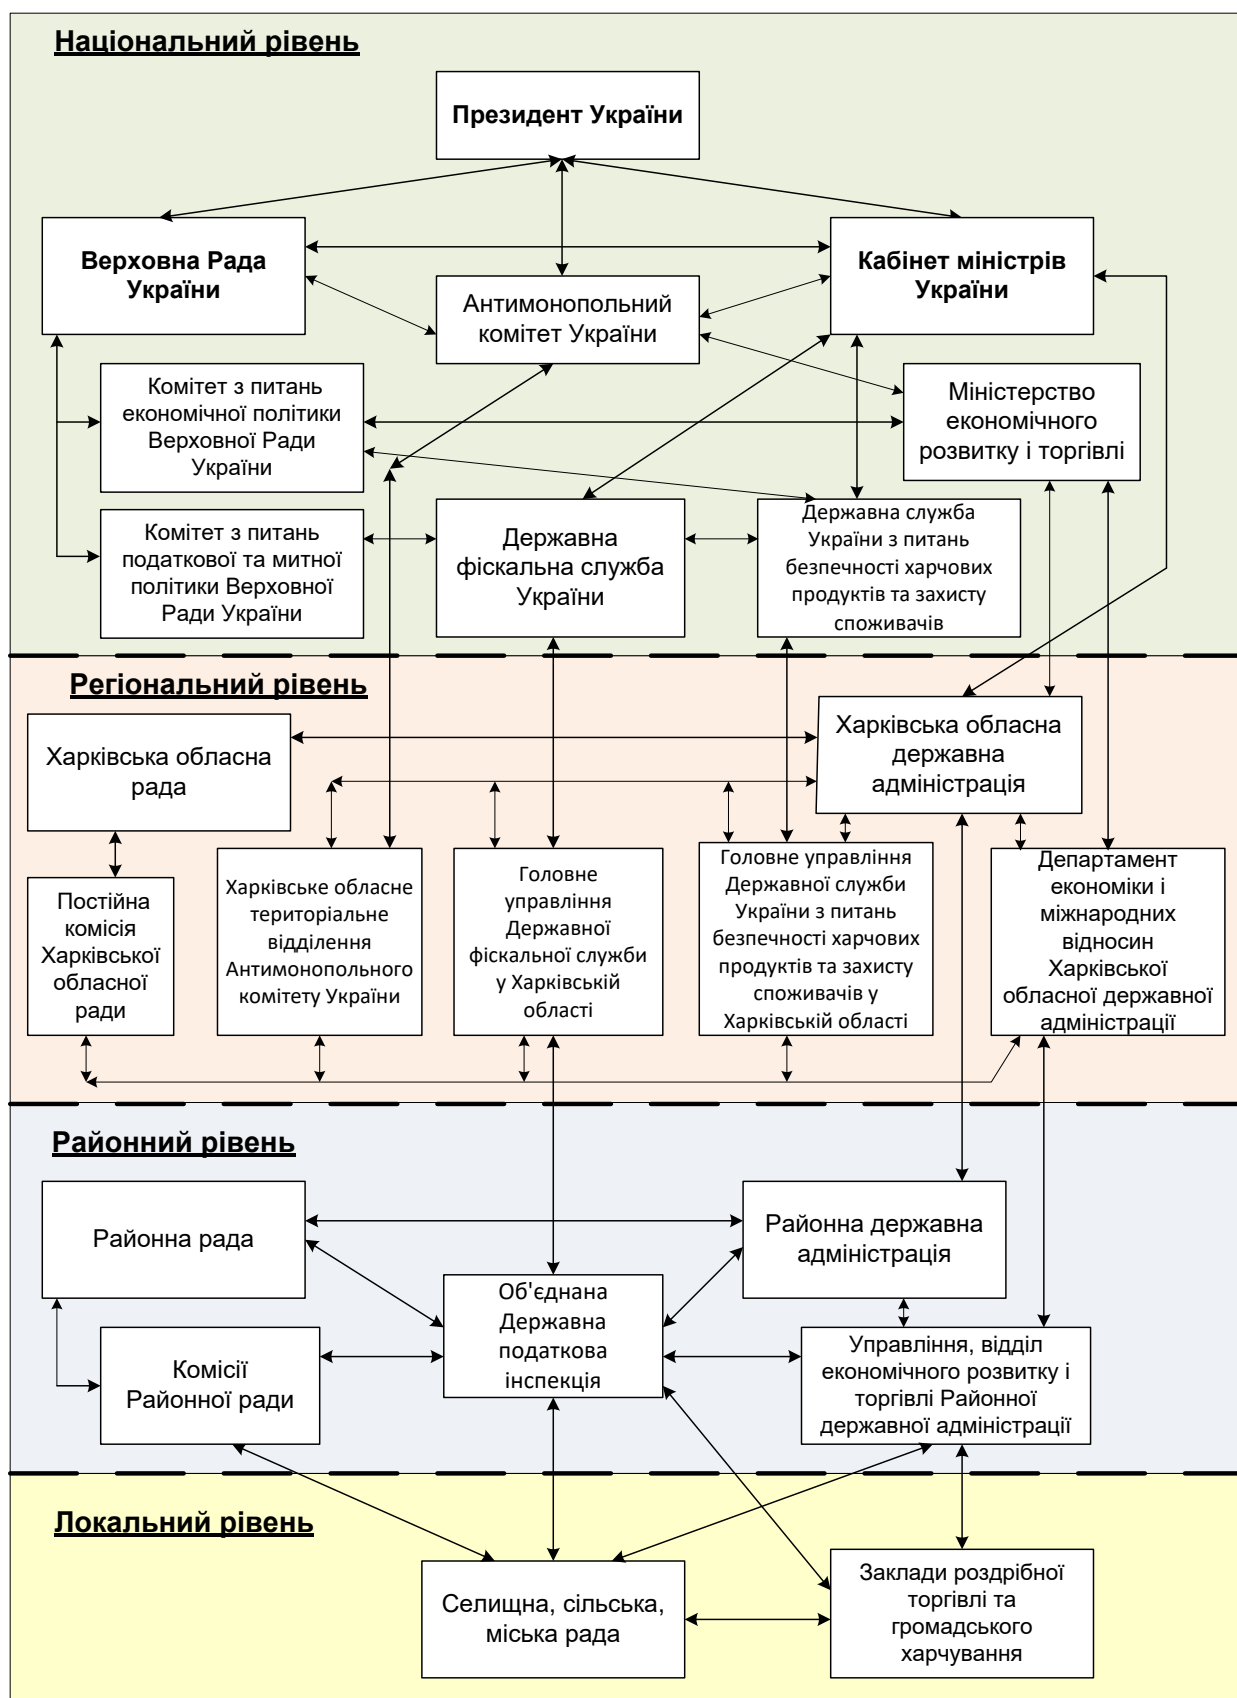 Національний рівень
Президент України
Верховна Рада
України
Кабінет міністрів
України
Антимонопольний
комітет України
Комітет з питань
економічної політики
Верховної Ради
України
Міністерство
економічного
розвитку і торгівлі
Комітет з питань
податкової та митної
політики Верховної
Ради України
Державна
фіскальна служба
України
Державна служба
України з питань
безпечності харчових
продуктів та захисту
споживачів
Регіональний рівень
Харківська обласна
рада
Харківська обласна
державна
адміністрація
Постійна
комісія
Харківської
обласної
ради
Харківське обласне
територіальне
відділення
Антимонопольного
комітету України
Головне
управління
Державної
фіскальної служби
у Харківській
області
Головне управління
Державної служби
України з питань
безпечності харчових
продуктів та захисту
споживачів у
Харківській області
Департамент
економіки і
міжнародних
відносин
Харківської
обласної державної
адміністрації
Районний рівень
Районна рада
Районна державна
адміністрація
Об'єднана
Державна
податкова
інспекція
Комісії
Районної ради
Управління, відділ
економічного розвитку і
торгівлі Районної
державної адміністрації
Локальний рівень
Селищна, сільська,
міська рада
Заклади роздрібної
торгівлі та
громадського
харчування